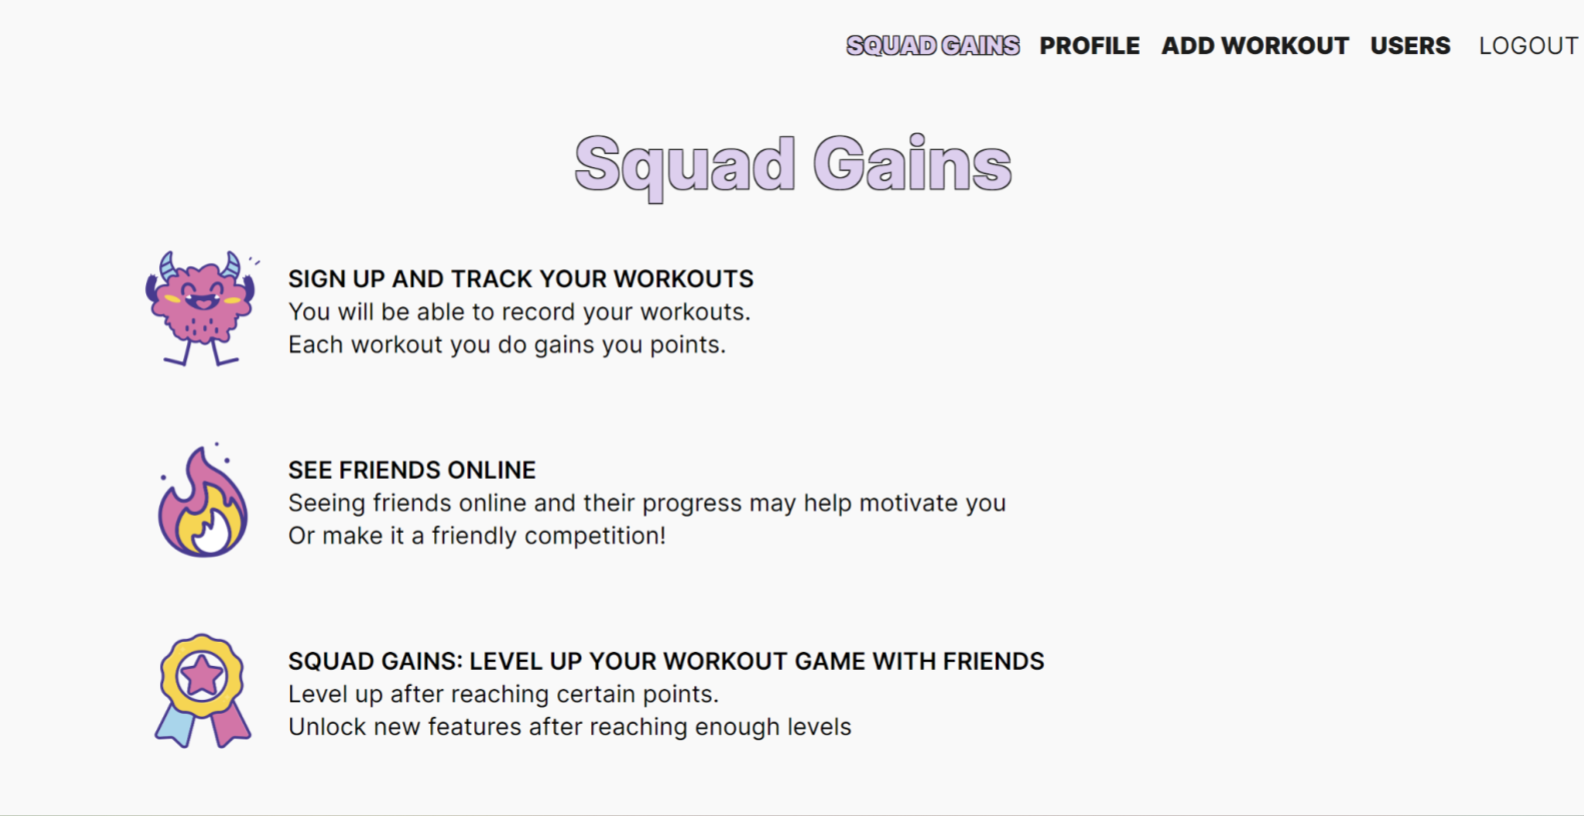 SQUAD GAINS PROFILE ADD WORKOUT USERS LOGOUT
Squad Gains
SIGN UP AND TRACK YOUR WORKOUTS
You will be able to record your workouts.
Each workout you do gains you points.
SEE FRIENDS ONLINE
Seeing friends online and their progress may help motivate you
Or make it a friendly competition!
SQUAD GAINS: LEVEL UP YOUR WORKOUT GAME WITH FRIENDS
Level up after reaching certain points.
Unlock new features after reaching enough levels